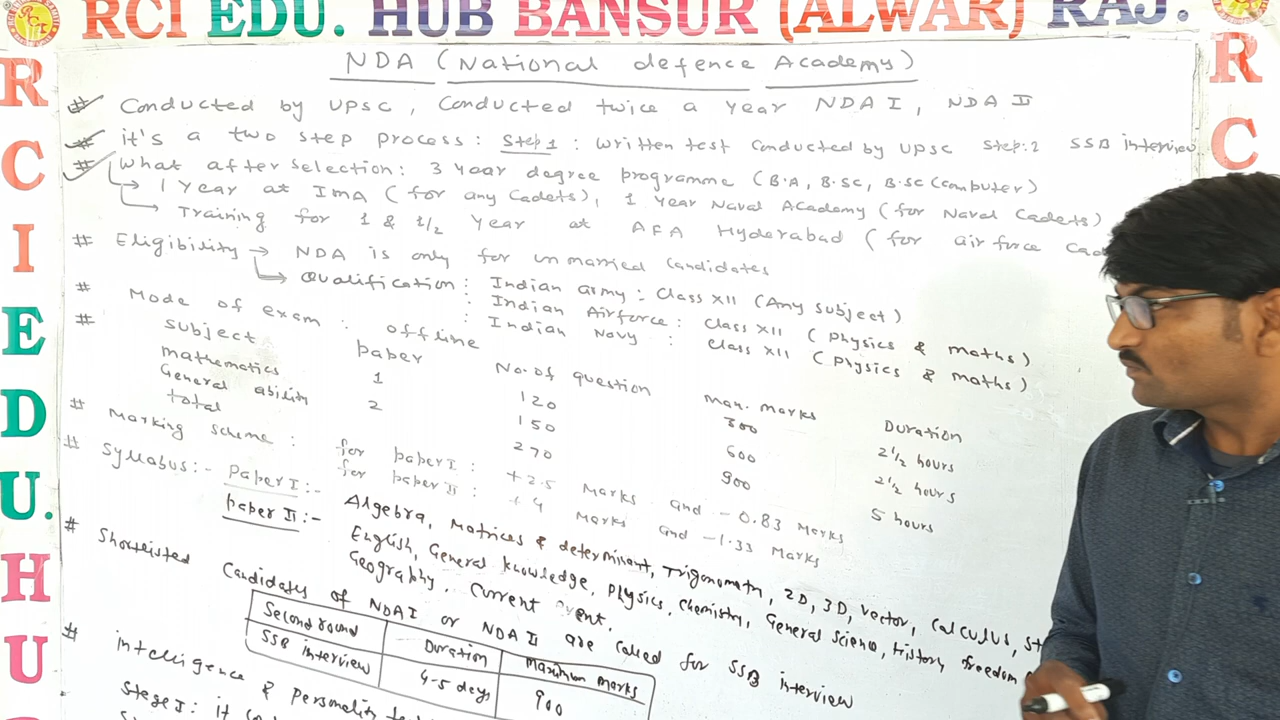 RCI EDU. HUB BANSUR (ALWAR) RAJ.
R
C
I
E
D
U.
H
U
R
C
NDA (National defence Academy)
# Conducted by UPSC, Conducted twice a year NDA I, NDA II
# it's a two step process: Step 1 : written test conducted by UPSC Step:2 SSB interview
# What after selection: 3 year degree programme (B.A, B.SC, B.SC (computer)
→ 1 year at IMA (for any Cadets), 1 year Naval Academy (for Naval Cadets)
→ Training for 1 & 1/2 year at AFA Hyderabad (for air force
# Eligibility → NDA is only for unmarried candidates
→ Qualification : Indian army : Class XII (Any subject)
: Indian Airforce : Class XII (Physics & Maths)
: Indian Navy : Class XII (Physics & Maths)
# Mode of exam : offline
# Subject paper No. of question Max. marks Duration
mathematics 1 120 300 2 1/2 hours
General ability 2 150 600 2 1/2 hours
total 270 900 5 hours
# Marking scheme : for paper I : +2.5 Marks and -0.83 Marks
for paper II : +4 Marks and -1.33 Marks
# Syllabus :- Paper I :- Algebra, Matrices & determinant, Trigonometry, 2D, 3D, Vector, Calculus,
paper II :- English, General knowledge, physics, Chemistry, General Science, History, freedom
Geography, Current event.
# Shortlisted Candidates of NDA I or NDA II are called for SSB interview
Second round Duration Maximum marks
SSB interview 4-5 days 900
# intelligence & Personality
Stage I : it